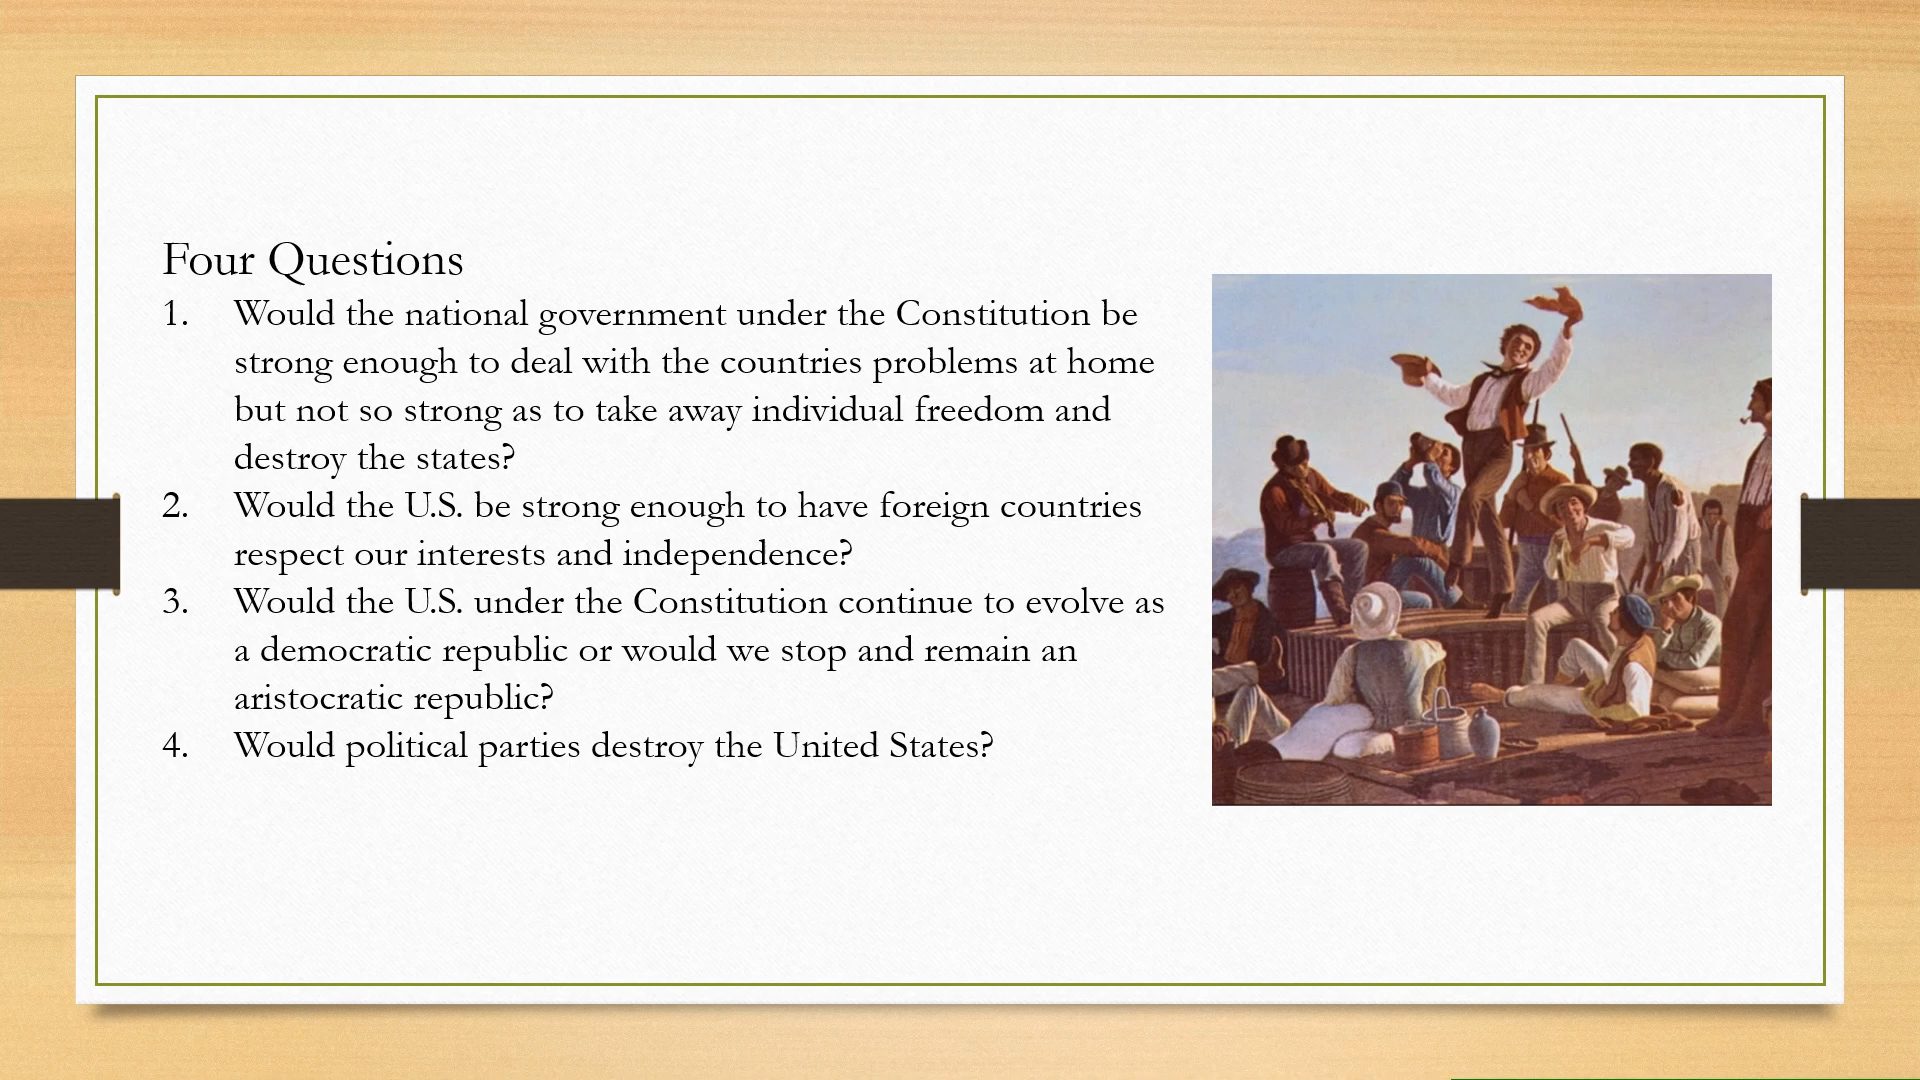 Four Questions
1. Would the national government under the Constitution be
strong enough to deal with the countries problems at home
but not so strong as to take away individual freedom and
destroy the states?
2. Would the U.S. be strong enough to have foreign countries
respect our interests and independence?
3. Would the U.S. under the Constitution continue to evolve as
a democratic republic or would we stop and remain an
aristocratic republic?
4. Would political parties destroy the United States?